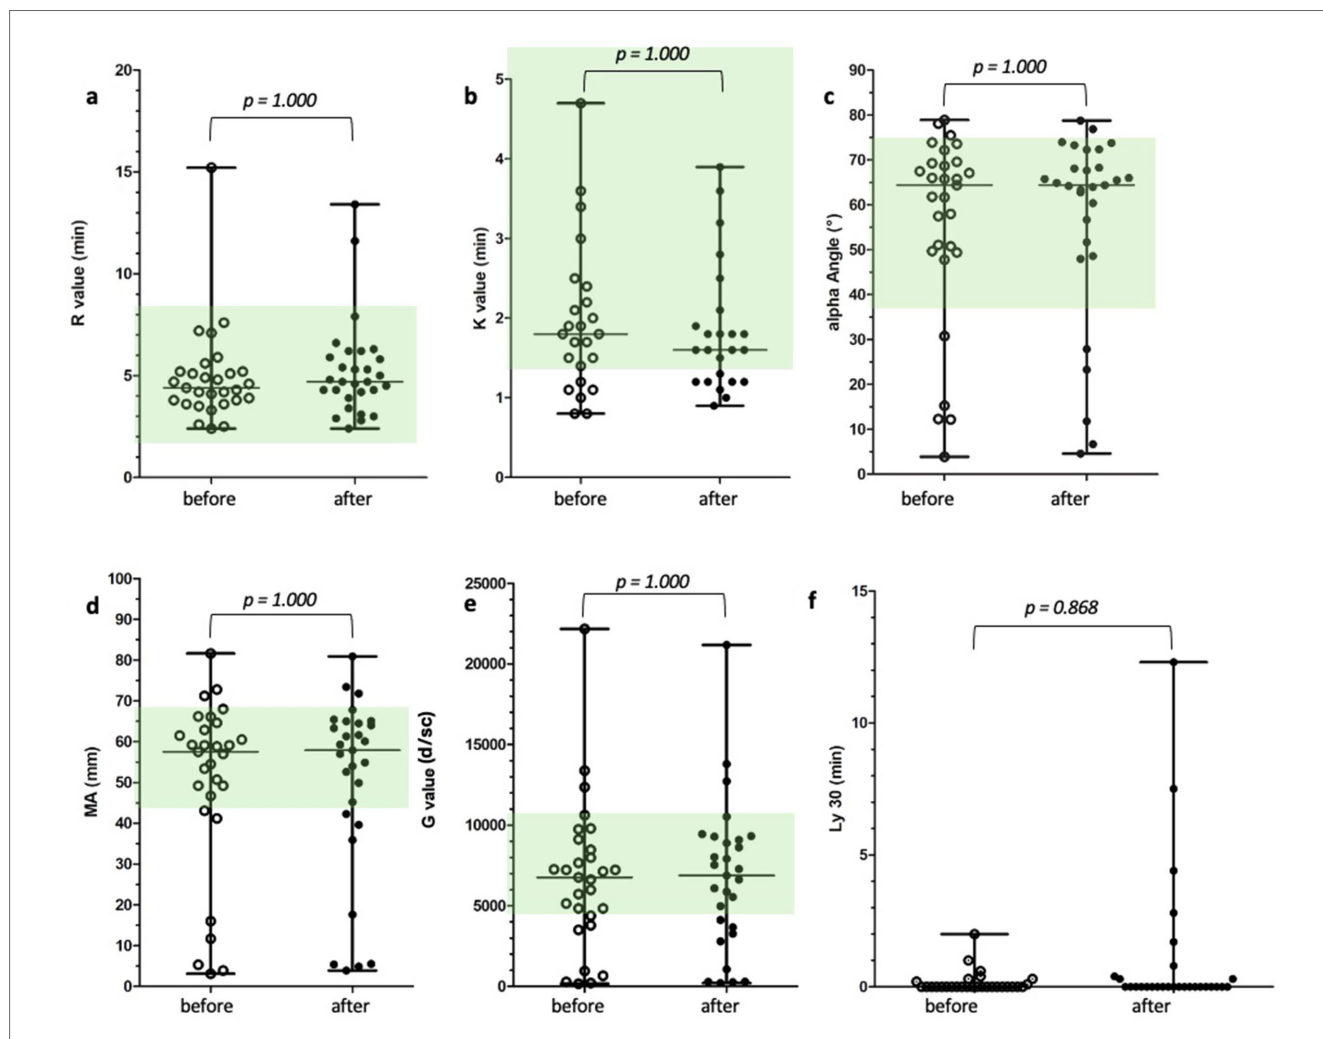 a
p = 1.000
R value (min)
20
15
10
5
0
before after
b
p = 1.000
K value (min)
5
4
3
2
1
0
before after
c
p = 1.000
alpha Angle (°)
90
80
70
60
50
40
30
20
10
0
before after
d
p = 1.000
MA (mm)
100
90
80
70
60
50
40
30
20
10
0
before after
e
p = 1.000
G value (d/sc)
25000
20000
15000
10000
5000
0
before after
f
p = 0.868
Ly 30 (min)
15
10
5
0
before after